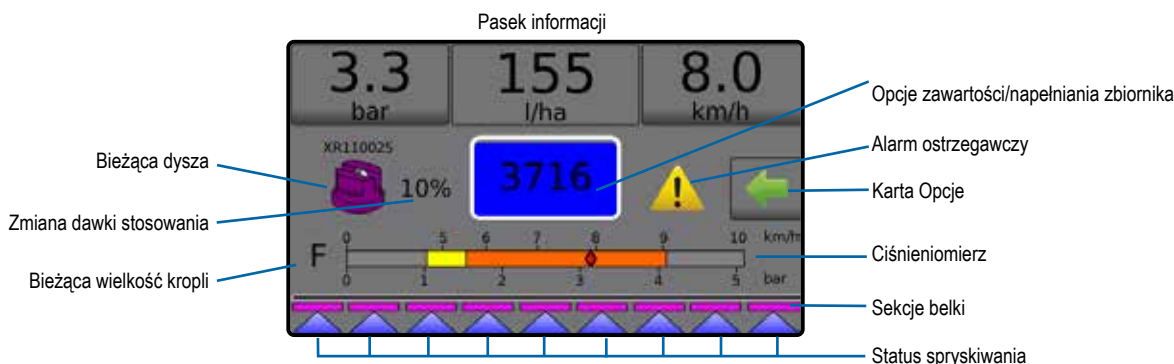 Pasek informacji
3.3 155 8.0
bar l/ha km/h
Opcje zawartości/napełniania zbiornika
XR110025
Alarm ostrzegawczy
Bieżąca dysza
10%
3716
Karta Opcje
Zmiana dawki stosowania
0 5 6 7 8 9 10 km/h
F
Ciśnieniomierz
Bieżąca wielkość kropli
0 1 2 3 4 5 bar
Sekcje belki
Status spryskiwania